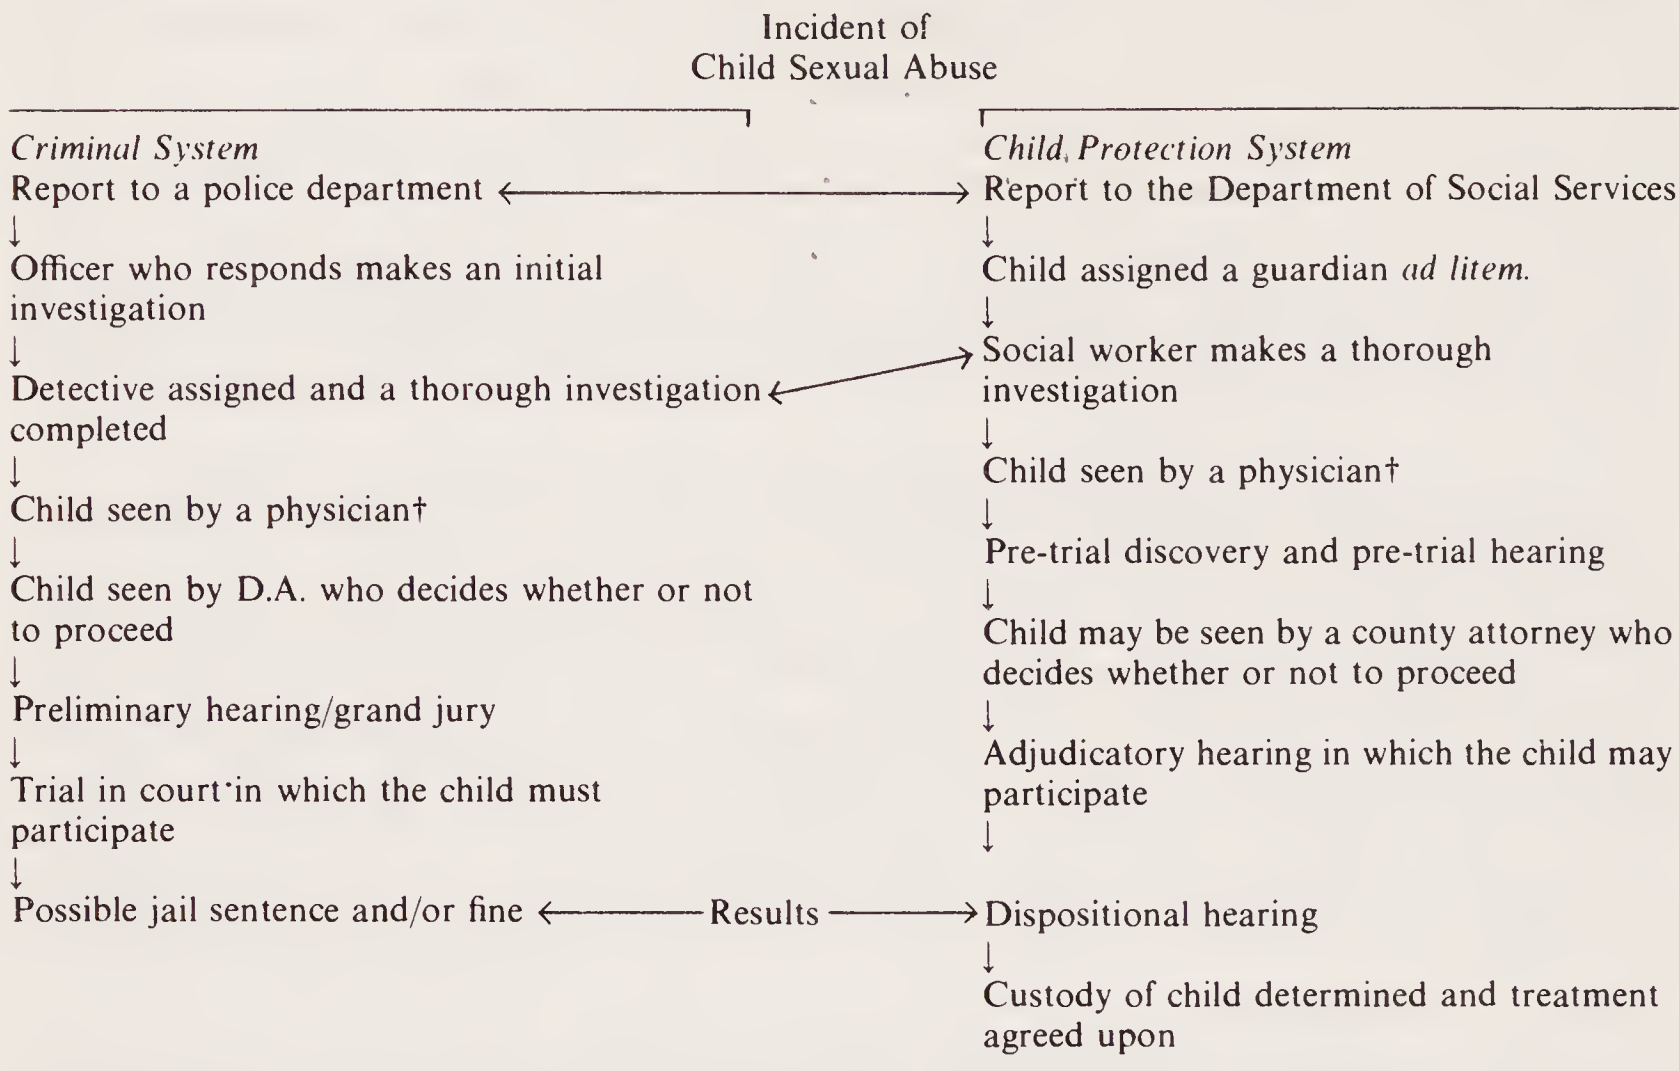 Incident of
Child Sexual Abuse
Criminal System
Report to a police department
Officer who responds makes an initial
investigation
Detective assigned and a thorough investigation
completed
Child seen by a physician†
Child seen by D.A. who decides whether or not
to proceed
Preliminary hearing/grand jury
Trial in court in which the child must
participate
Possible jail sentence and/or fine
Results
Child Protection System
Report to the Department of Social Services
Child assigned a guardian ad litem.
Social worker makes a thorough
investigation
Child seen by a physician†
Pre-trial discovery and pre-trial hearing
Child may be seen by a county attorney who
decides whether or not to proceed
Adjudicatory hearing in which the child may
participate
Dispositional hearing
Custody of child determined and treatment
agreed upon